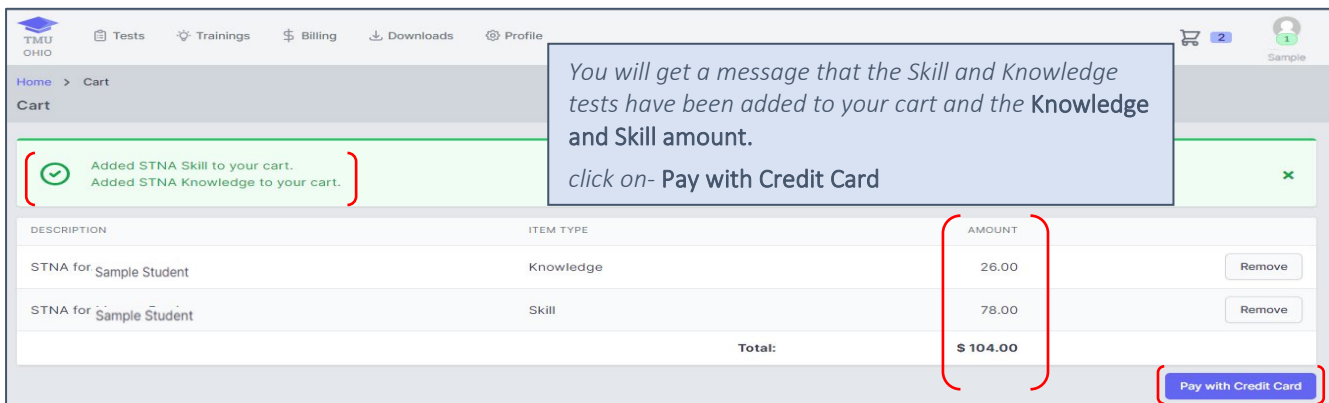 TMU
OHIO
Tests
Trainings
$ Billing
Downloads
Profile
2
1
Sample
Home > Cart
Cart
You will get a message that the Skill and Knowledge
tests have been added to your cart and the Knowledge
and Skill amount.
click on- Pay with Credit Card
Added STNA Skill to your cart.
Added STNA Knowledge to your cart.
×
DESCRIPTION ITEM TYPE AMOUNT
STNA for Sample Student Knowledge 26.00 Remove
STNA for Sample Student Skill 78.00 Remove
Total: $ 104.00
Pay with Credit Card